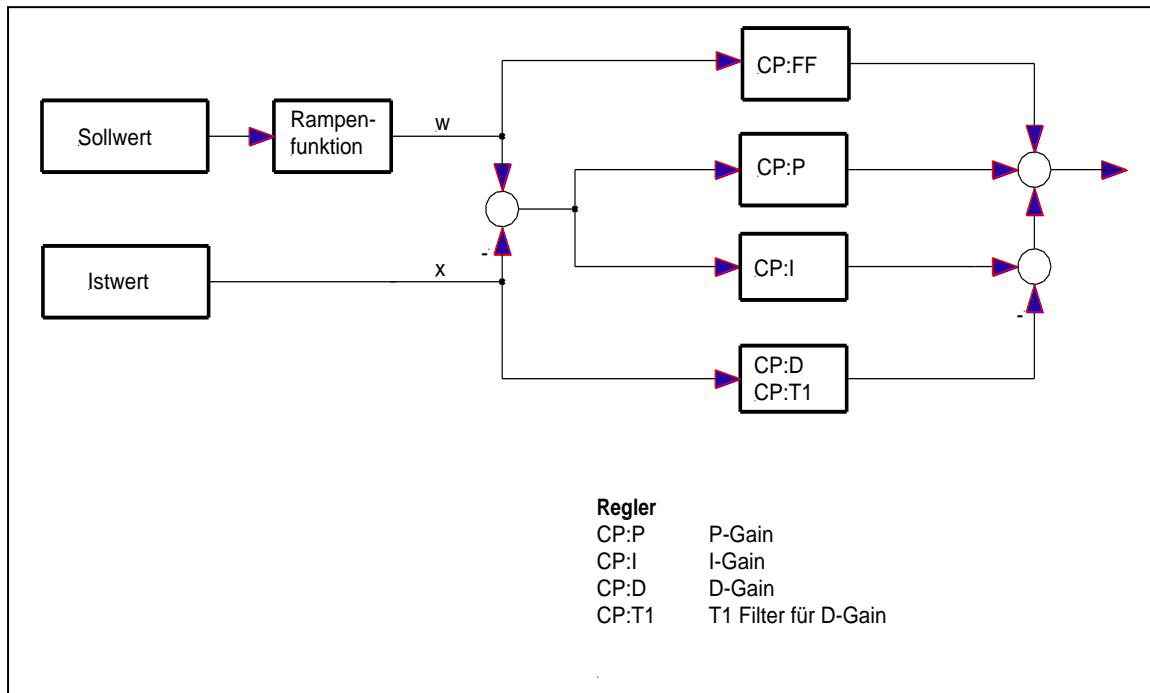 CP:FF
Sollwert
Rampen-
funktion
w
CP:P
-
CP:I
Istwert
x
-
CP:D
CP:T1
Regler
CP:P P-Gain
CP:I I-Gain
CP:D D-Gain
CP:T1 T1 Filter für D-Gain